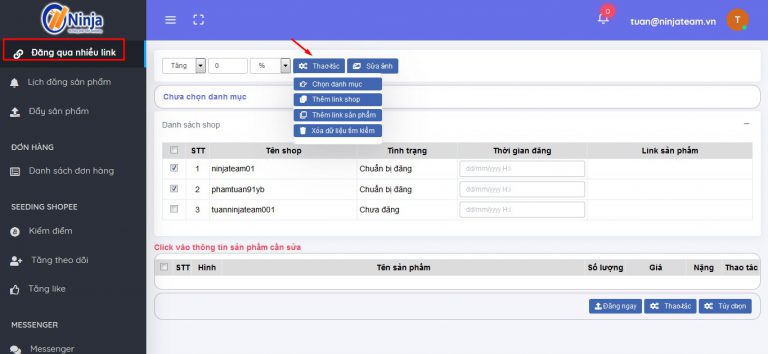 Ninja
tuan@ninjateam.vn
T
Đăng qua nhiều link
Lịch đăng sản phẩm
Đẩy sản phẩm
ĐƠN HÀNG
Danh sách đơn hàng
SEEDING SHOPEE
Kiểm điểm
Tăng theo dõi
Tăng like
MESSENGER
Messenger
Tăng 0 % Thao tác Sửa ảnh
Chọn danh mục
Thêm link shop
Thêm link sản phẩm
Xóa dữ liệu tìm kiếm
Chưa chọn danh mục
Danh sách shop
STT Tên shop Tình trạng Thời gian đăng Link sản phẩm
1 ninjateam01 Chuẩn bị đăng dd/mm/yyyy H:i
2 phamtuan91yb Chuẩn bị đăng dd/mm/yyyy H:i
3 tuanninjateam001 Chưa đăng dd/mm/yyyy H:i
Click vào thông tin sản phẩm cần sửa
STT Hình Tên sản phẩm Số lượng Giá Nặng Thao tác
Đăng ngay Thao tác Tùy chọn